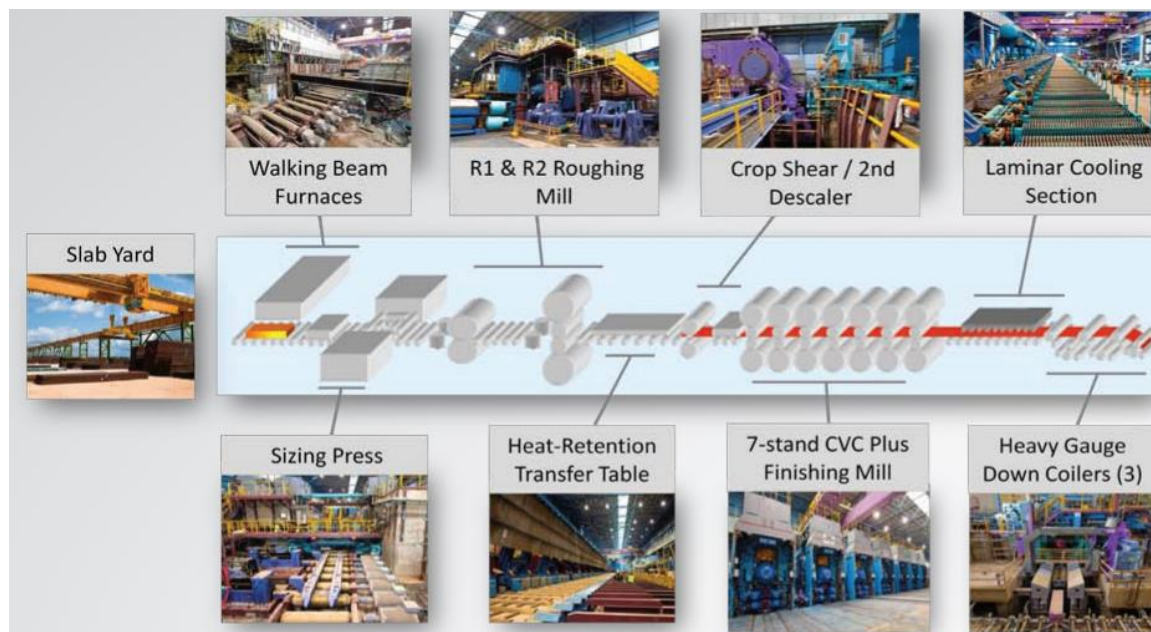 Walking Beam
Furnaces
R1 & R2 Roughing
Mill
Crop Shear / 2nd
Descaler
Laminar Cooling
Section
Slab Yard
Sizing Press
Heat-Retention
Transfer Table
7-stand CVC Plus
Finishing Mill
Heavy Gauge
Down Coilers (3)